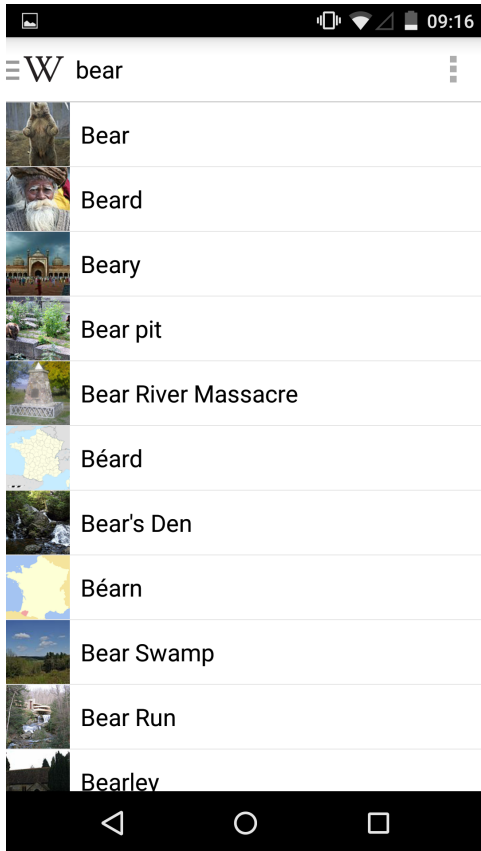 09:16
W bear
Bear
Beard
Beary
Bear pit
Bear River Massacre
Béard
Bear's Den
Béarn
Bear Swamp
Bear Run
Bearley